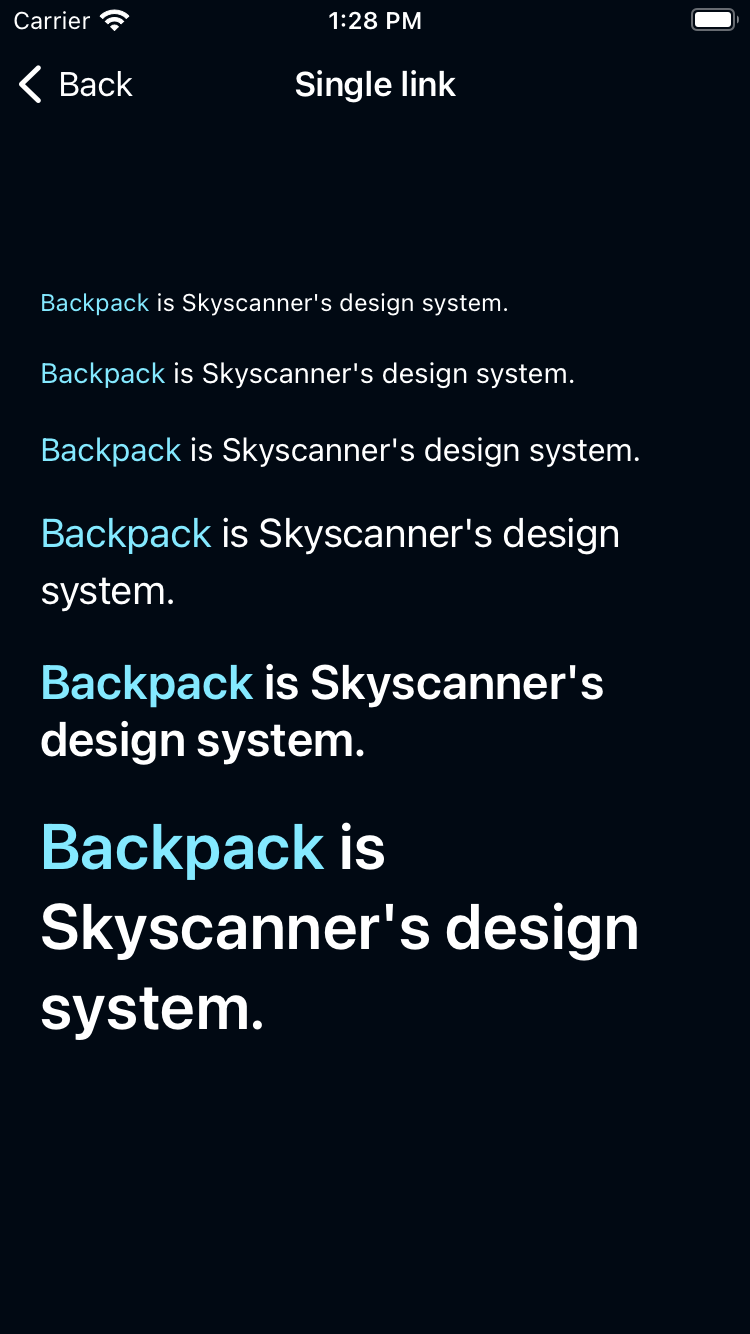 Carrier 1:28 PM
Back Single link
Backpack is Skyscanner's design system.
Backpack is Skyscanner's design system.
Backpack is Skyscanner's design system.
Backpack is Skyscanner's design
system.
Backpack is Skyscanner's
design system.
Backpack is
Skyscanner's design
system.